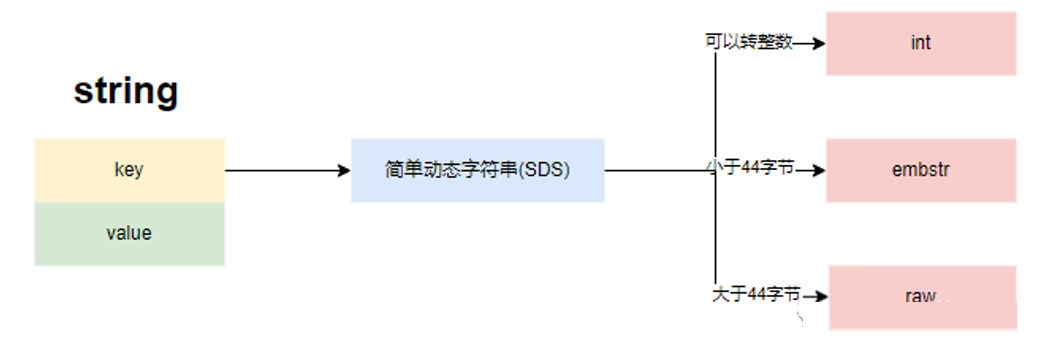 string
key
value
简单动态字符串(SDS)
可以转整数
int
小于44字节
embstr
大于44字节
raw